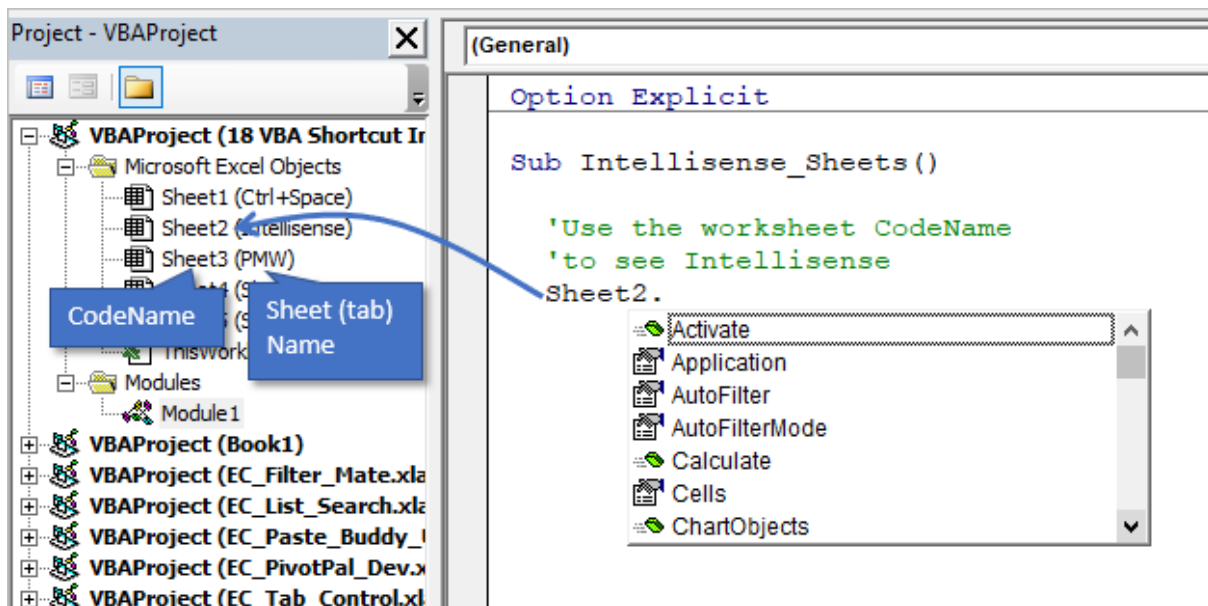 Project - VBAProject
(General)
VBAProject (18 VBA Shortcut
Microsoft Excel Objects
Sheet1 (Ctrl+Space)
Sheet2 (Intellisense)
Sheet3 (PMW)
CodeName
Sheet (tab)
Name
Modules
Module1
VBAProject (Book1)
VBAProject (EC_Filter_Mate.xla
VBAProject (EC_List_Search.xla
VBAProject (EC_Paste_Buddy_
VBAProject (EC_PivotPal_Dev.x
VBAProject (EC_Tab_Control.xl
Option Explicit
Sub Intellisense_Sheets()
'Use the worksheet CodeName
'to see Intellisense
Sheet2.
Activate
Application
AutoFilter
AutoFilterMode
Calculate
Cells
ChartObjects